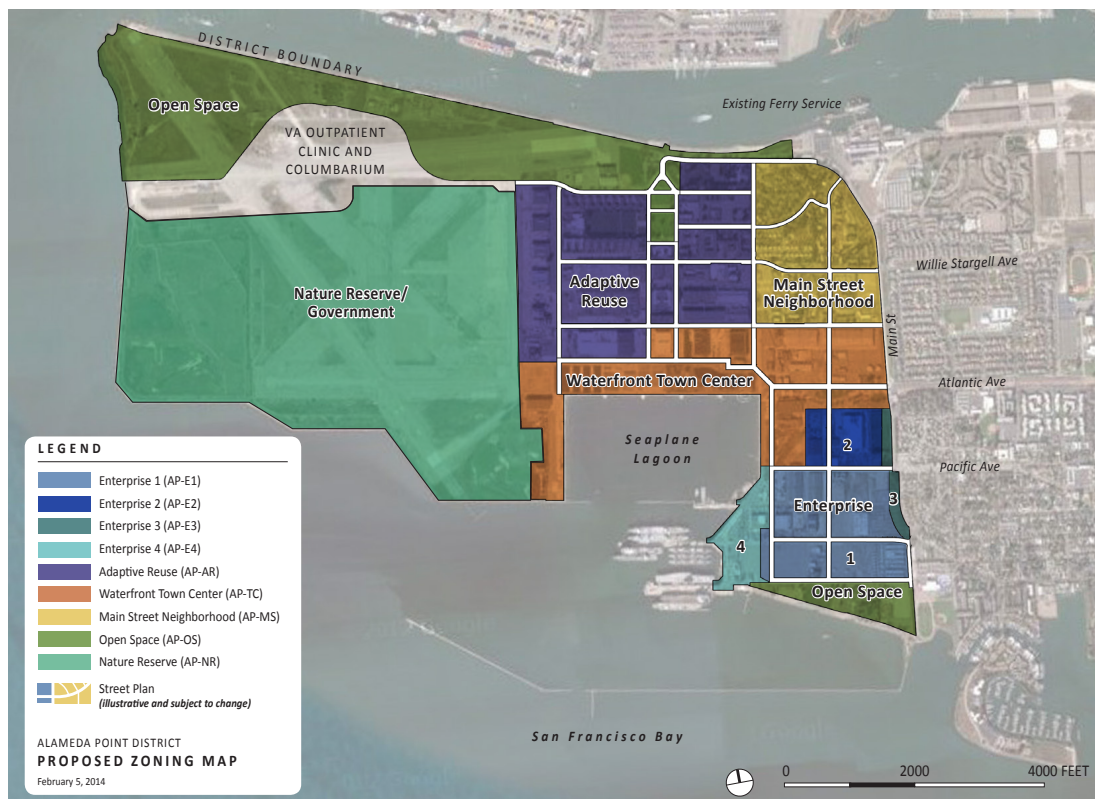 DISTRICT BOUNDARY
Open Space
Existing Ferry Service
VA OUTPATIENT
CLINIC AND
COLUMBARIUM
Willie Stargell Ave
Nature Reserve/
Government
Adaptive
Reuse
Main Street
Neighborhood
Main St
Waterfront Town Center
Atlantic Ave
Seaplane
Lagoon
2
Pacific Ave
Enterprise
3
4
1
Open Space
San Francisco Bay
LEGEND
Enterprise 1 (AP-E1)
Enterprise 2 (AP-E2)
Enterprise 3 (AP-E3)
Enterprise 4 (AP-E4)
Adaptive Reuse (AP-AR)
Waterfront Town Center (AP-TC)
Main Street Neighborhood (AP-MS)
Open Space (AP-OS)
Nature Reserve (AP-NR)
Street Plan
(illustrative and subject to change)
ALAMEDA POINT DISTRICT
PROPOSED ZONING MAP
February 5, 2014
0 2000 4000 FEET